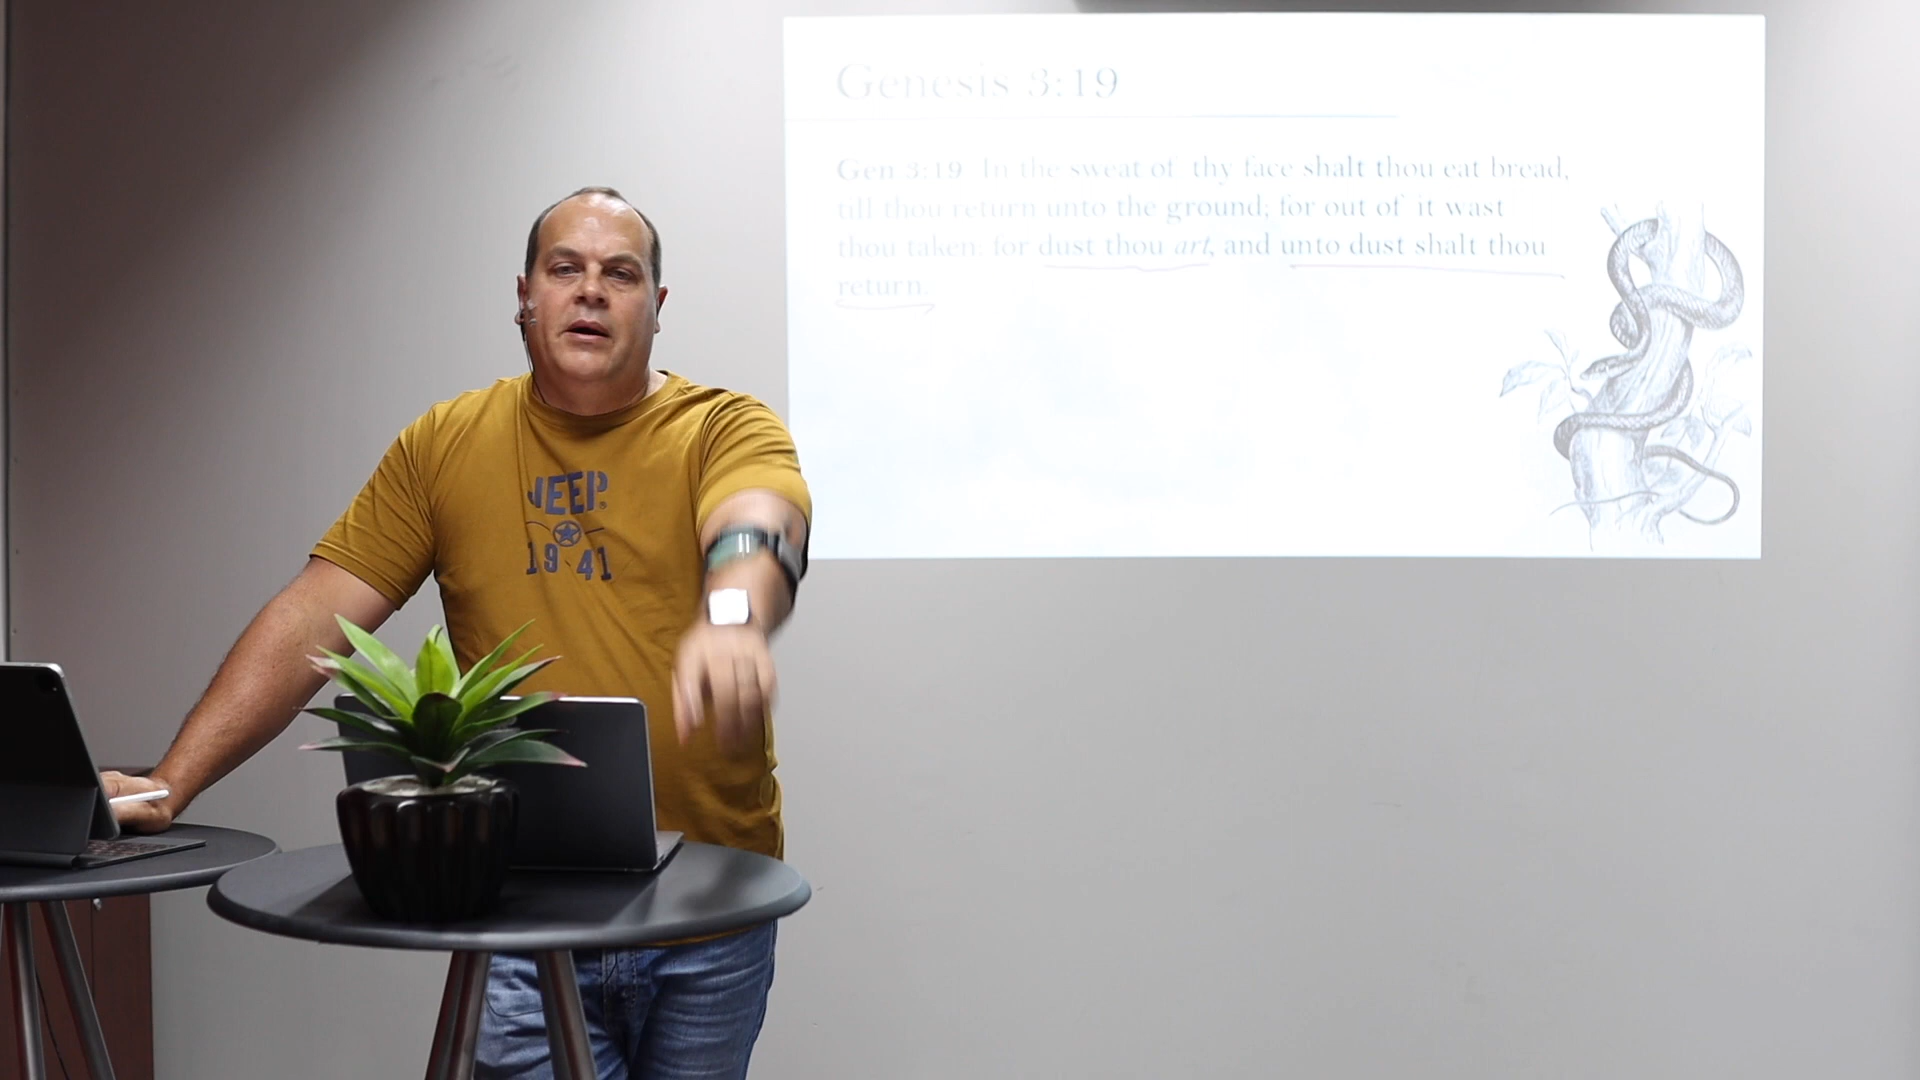 Genesis 3:19
Gen 3:19 In the sweat of thy face shalt thou eat bread,
till thou return unto the ground; for out of it wast
thou taken: for dust thou art, and unto dust shalt thou
return.
JEEP®
1941